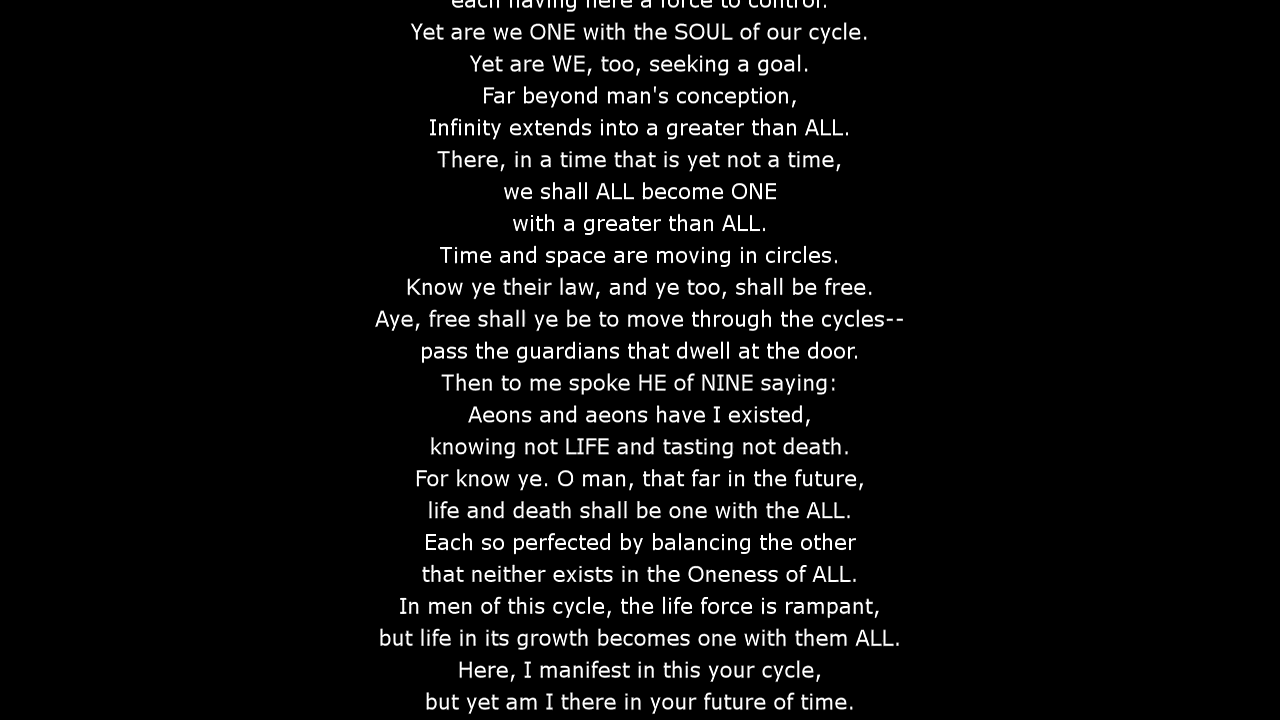 each having here a force to control.
Yet are we ONE with the SOUL of our cycle.
Yet are WE, too, seeking a goal.
Far beyond man's conception,
Infinity extends into a greater than ALL.
There, in a time that is yet not a time,
we shall ALL become ONE
with a greater than ALL.
Time and space are moving in circles.
Know ye their law, and ye too, shall be free.
Aye, free shall ye be to move through the cycles--
pass the guardians that dwell at the door.
Then to me spoke HE of NINE saying:
Aeons and aeons have I existed,
knowing not LIFE and tasting not death.
For know ye. O man, that far in the future,
life and death shall be one with the ALL.
Each so perfected by balancing the other
that neither exists in the Oneness of ALL.
In men of this cycle, the life force is rampant,
but life in its growth becomes one with them ALL.
Here, I manifest in this your cycle,
but yet am I there in your future of time.